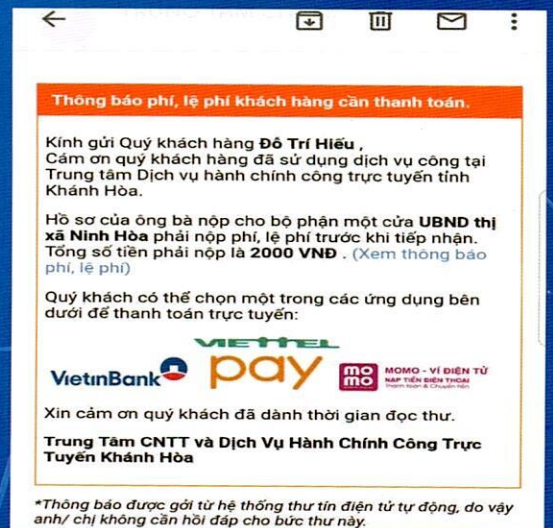 Thông báo phí, lệ phí khách hàng cần thanh toán.
Kính gửi Quý khách hàng Đỗ Trí Hiếu ,
Cám ơn quý khách hàng đã sử dụng dịch vụ công tại
Trung tâm Dịch vụ hành chính công trực tuyến tỉnh
Khánh Hòa.
Hồ sơ của ông bà nộp cho bộ phận một cửa UBND thị
xã Ninh Hòa phải nộp phí, lệ phí trước khi tiếp nhận.
Tổng số tiền phải nộp là 2000 VNĐ . (Xem thông báo
phí, lệ phí)
Quý khách có thể chọn một trong các ứng dụng bên
dưới để thanh toán trực tuyến:
VIETTEL
pay
VietinBank
mo
mo
MOMO - VÍ ĐIỆN TỬ
NẠP TIỀN ĐIỆN THOẠI
Thanh toán & Chuyển tiền
Xin cảm ơn quý khách đã dành thời gian đọc thư.
Trung Tâm CNTT và Dịch Vụ Hành Chính Công Trực
Tuyến Khánh Hòa
*Thông báo được gởi từ hệ thống thư tín điện tử tự động, do vậy
anh/ chị không cần hồi đáp cho bức thư này.